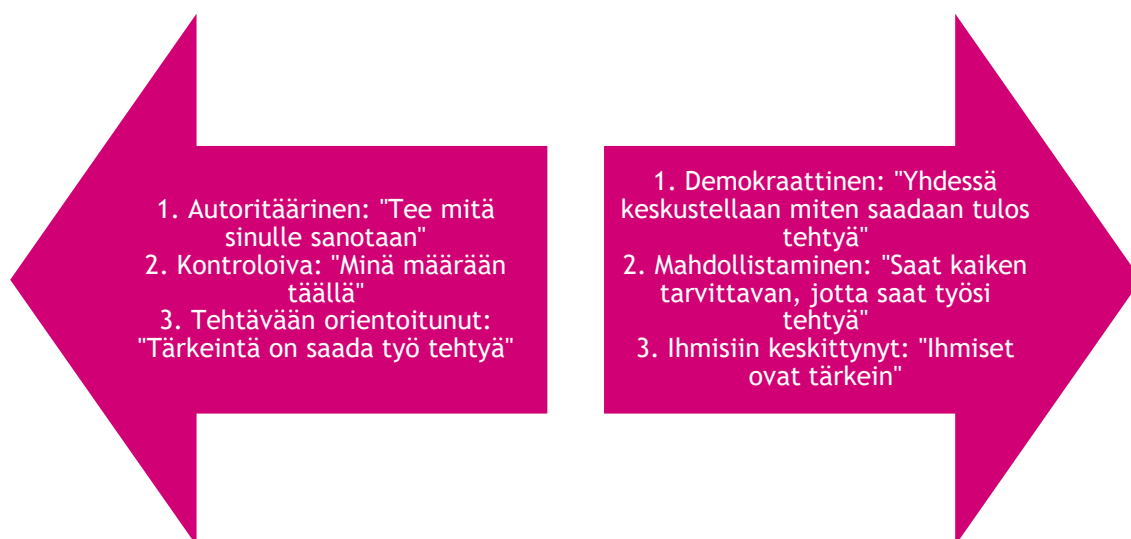 1. Autoritäärinen: "Tee mitä
sinulle sanotaan"
2. Kontroloiva: "Minä määrään
täällä"
3. Tehtävään orientoitunut:
"Tärkeintä on saada työ tehtyä"
1. Demokraattinen: "Yhdessä
keskustellaan miten saadaan tulos
tehtyä"
2. Mahdollistaminen: "Saat kaiken
tarvittavan, jotta saat työsi
tehtyä"
3. Ihmisiin keskittynyt: "Ihmiset
ovat tärkein"